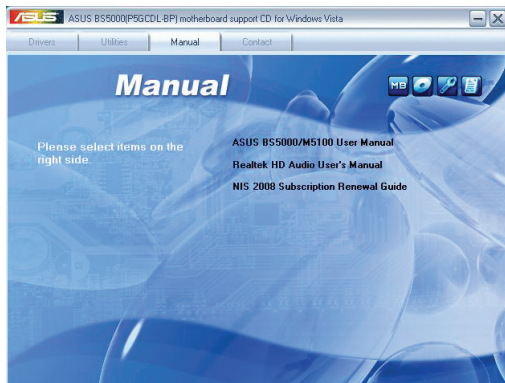 ASUS ASUS BS5000(P5GCDL-BP) motherboard support CD for Windows Vista
Drivers Utilities Manual Contact
Manual
MB
Please select items on the
right side.
ASUS BS5000/M5100 User Manual
Realtek HD Audio User's Manual
NIS 2008 Subscription Renewal Guide